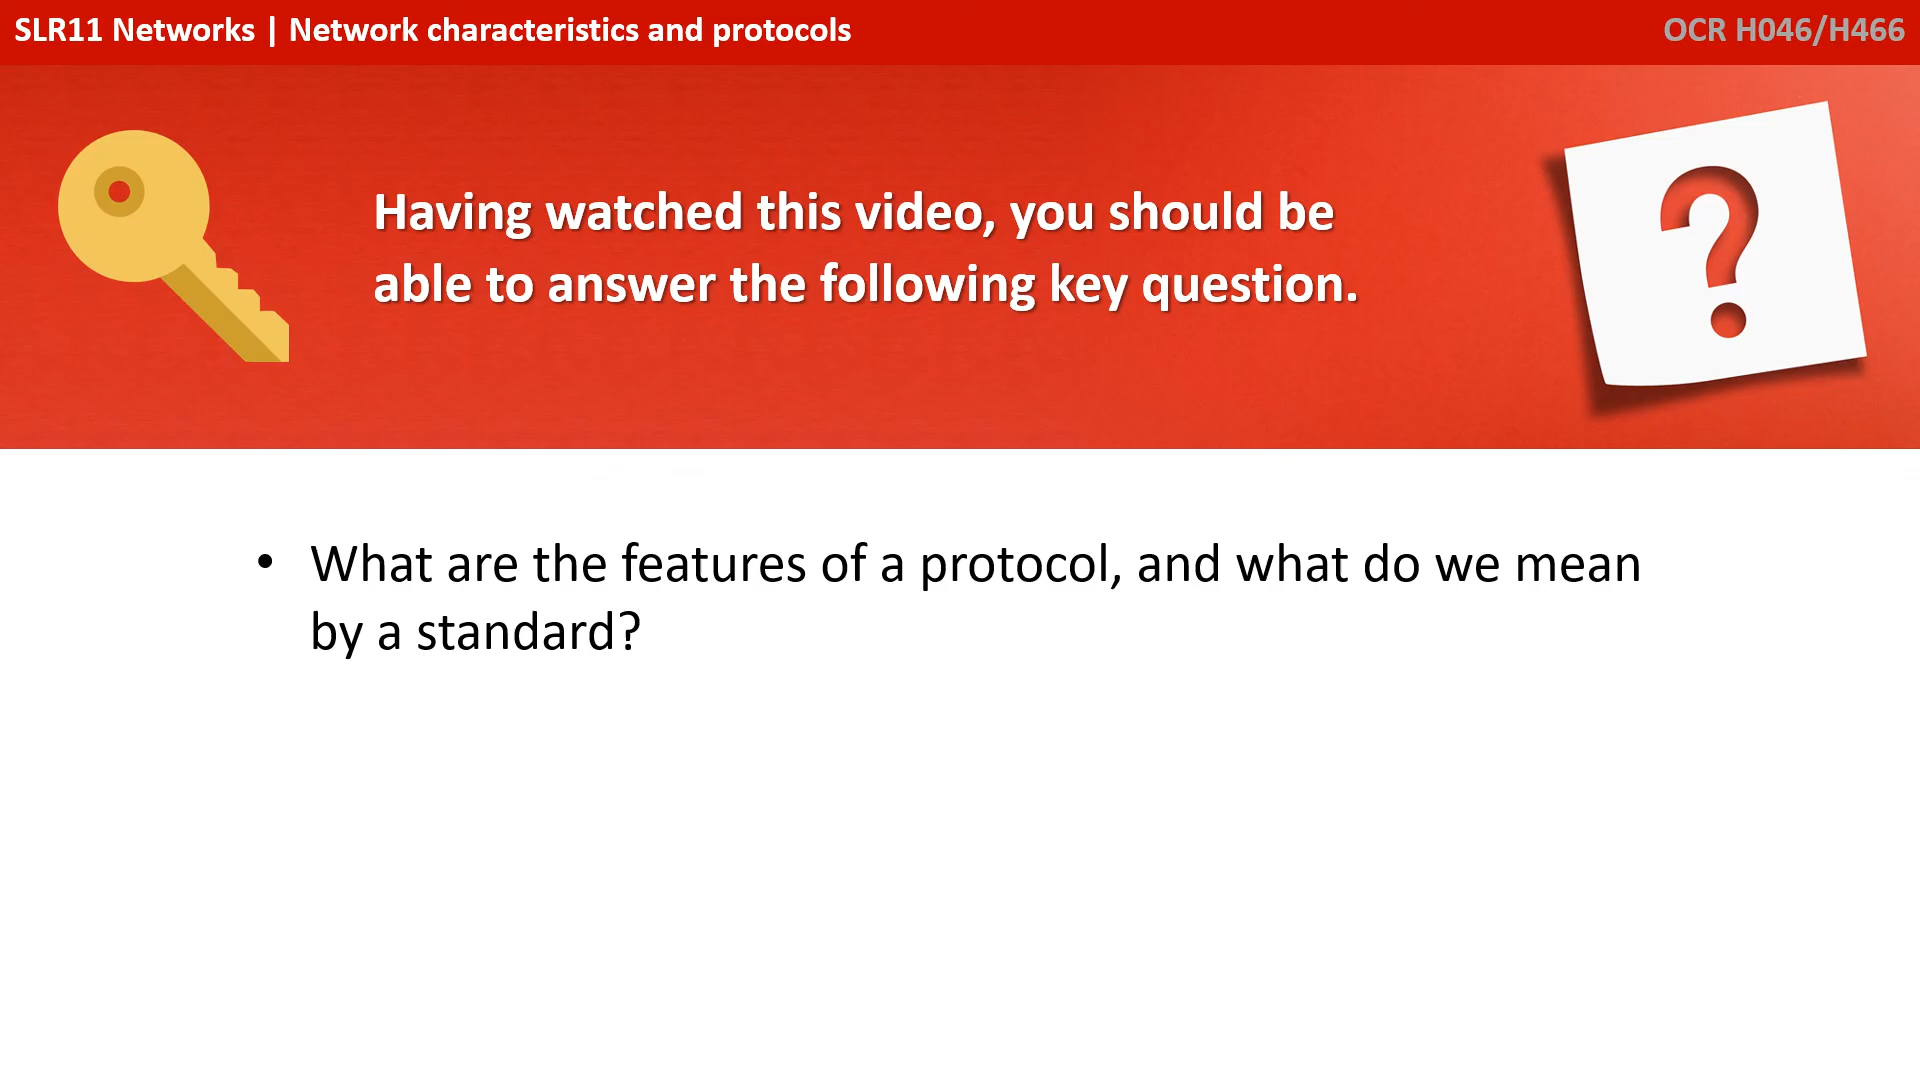 SLR11 Networks | Network characteristics and protocols
OCR H046/H466
Having watched this video, you should be
able to answer the following key question.
?
• What are the features of a protocol, and what do we mean
by a standard?